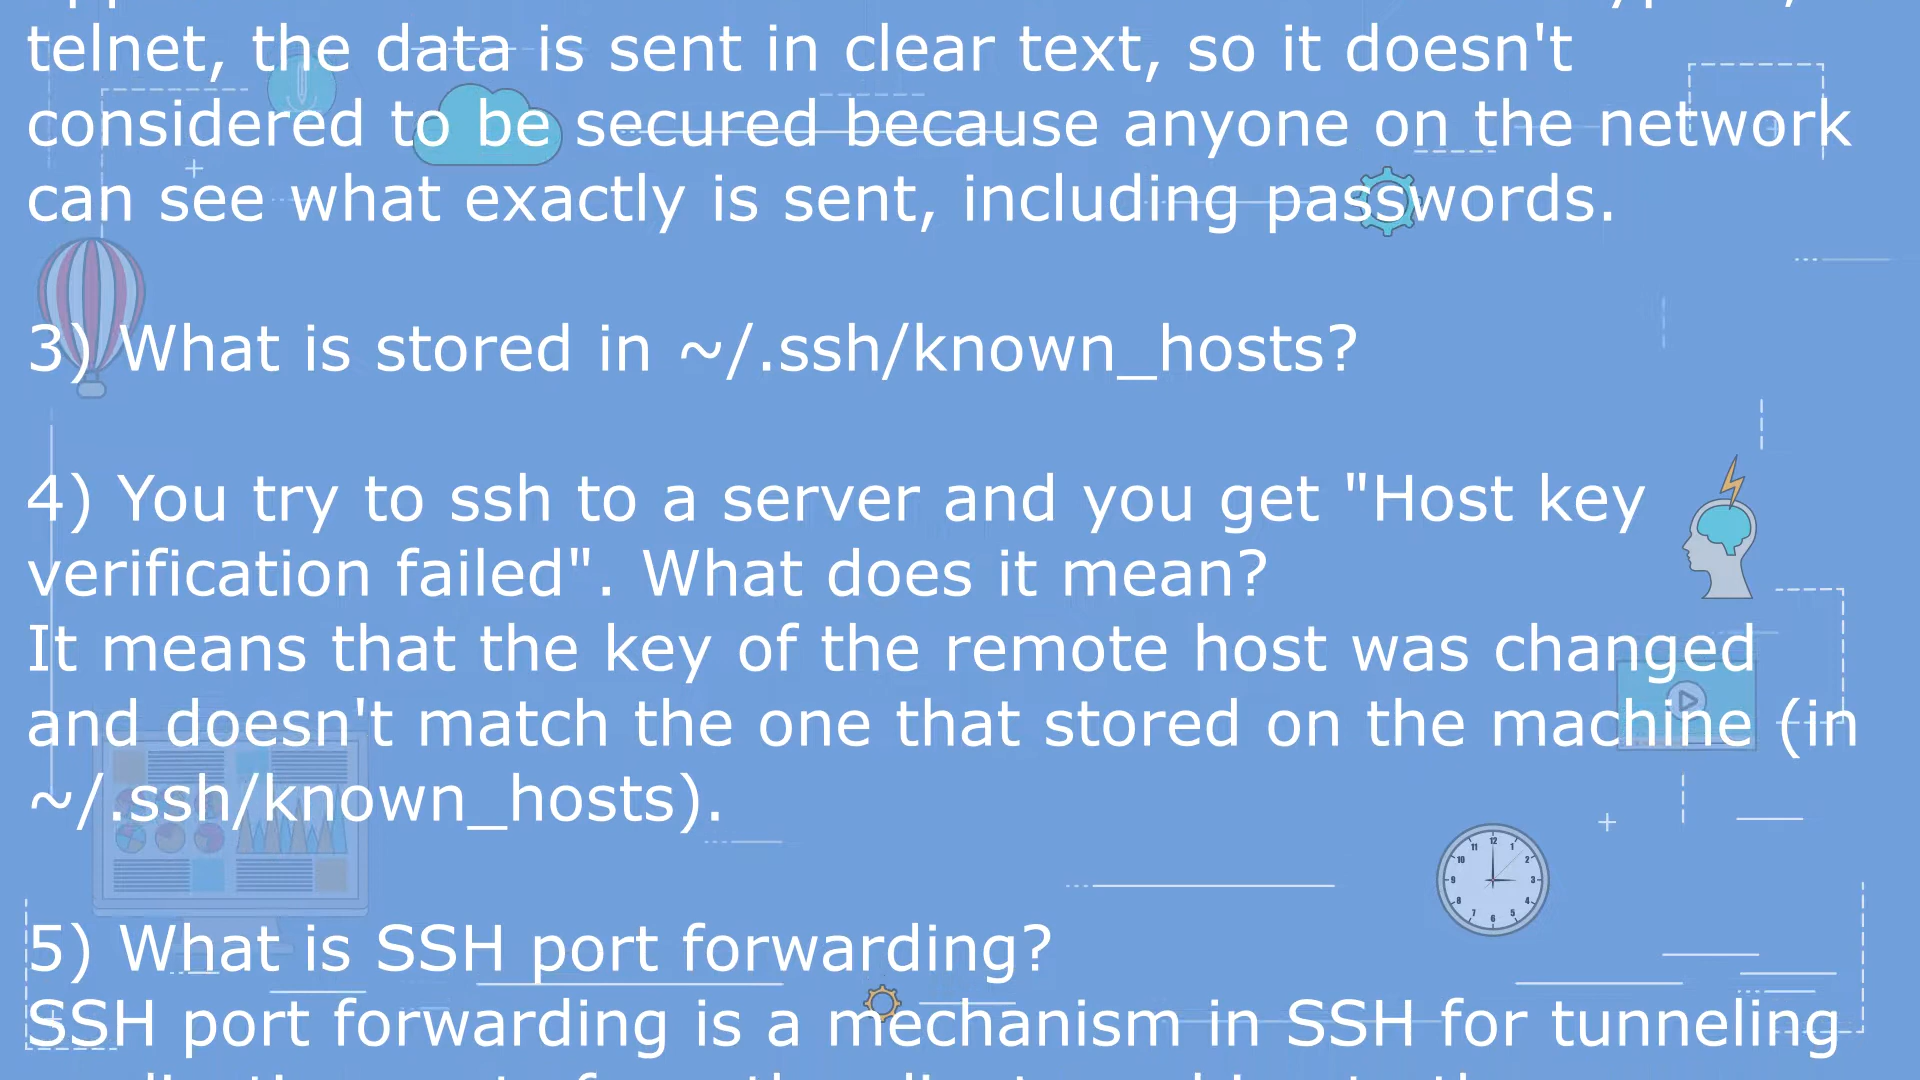 telnet, the data is sent in clear text, so it doesn't
considered to be secured because anyone on the network
can see what exactly is sent, including passwords.
3) What is stored in ~/.ssh/known_hosts?
4) You try to ssh to a server and you get "Host key
verification failed". What does it mean?
It means that the key of the remote host was changed
and doesn't match the one that stored on the machine (in
~/.ssh/known_hosts).
5) What is SSH port forwarding?
SSH port forwarding is a mechanism in SSH for tunneling